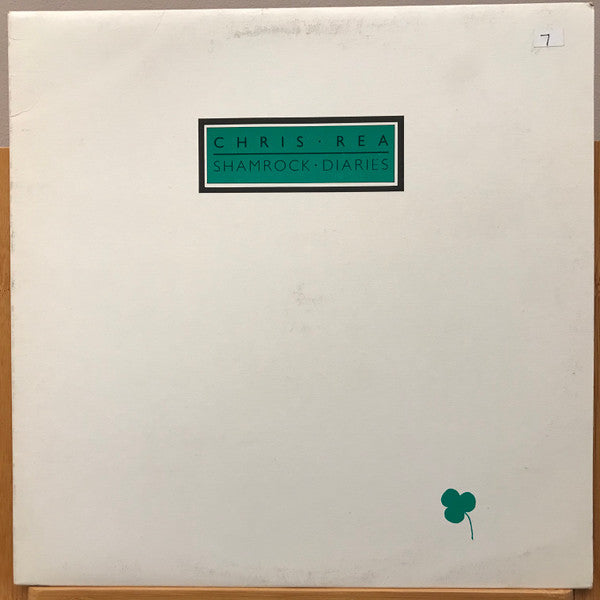 7
CHRIS · REA
SHAMROCK · DIARIES